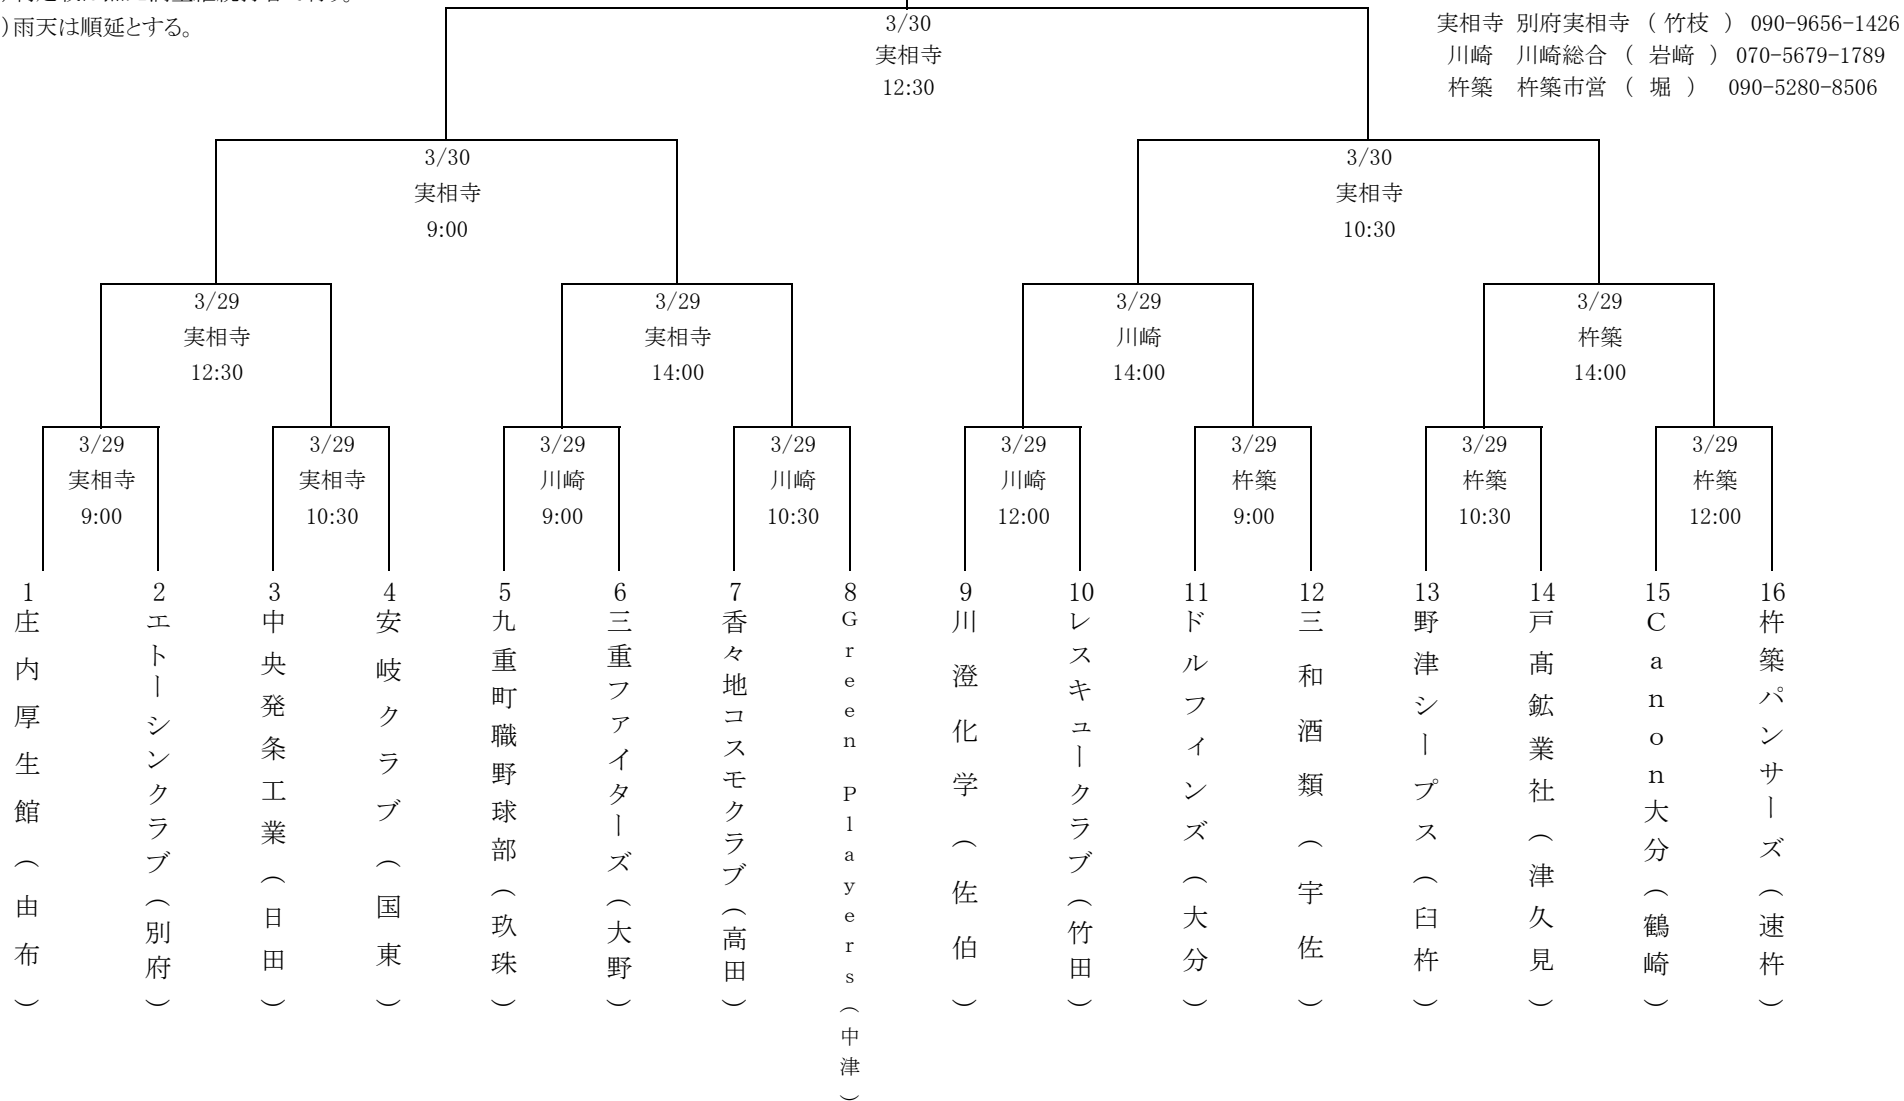 )雨天は順延とする。
実相寺 別府実相寺 ( 竹枝 ) 090-9656-1426
川崎 川崎総合 ( 岩﨑 ) 070-5679-1789
杵築 杵築市営 ( 堀 ) 090-5280-8506
3/30
実相寺
12:30
3/30
実相寺
9:00
3/30
実相寺
10:30
3/29
実相寺
12:30
3/29
実相寺
14:00
3/29
川崎
14:00
3/29
杵築
14:00
3/29
実相寺
9:00
3/29
実相寺
10:30
3/29
川崎
9:00
3/29
川崎
10:30
3/29
川崎
12:00
3/29
杵築
9:00
3/29
杵築
10:30
3/29
杵築
12:00
1
庄内厚生館(由布)
2
エトーシンクラブ(別府)
3
中央発条工業(日田)
4
安岐クラブ(国東)
5
九重町職野球部(玖珠)
6
三重ファイターズ(大野)
7
香々地コスモクラブ(高田)
8
Green Players(中津)
9
川澄化学(佐伯)
10
レスキュークラブ(竹田)
11
ドルフィンズ(大分)
12
三和酒類(宇佐)
13
野津シープス(臼杵)
14
戸髙鉱業社(津久見)
15
Canon大分(鶴崎)
16
杵築パンサーズ(速杵)